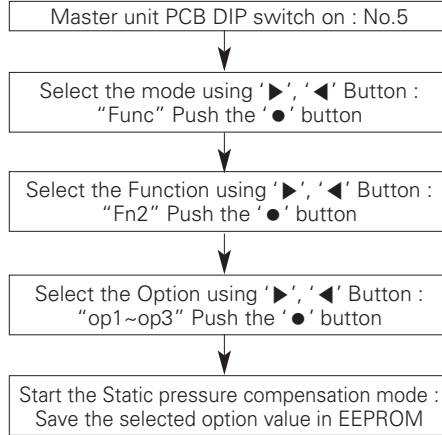 Master unit PCB DIP switch on : No.5
Select the mode using ‘▶’, ‘◀’ Button :
“Func” Push the ‘●’ button
Select the Function using ‘▶’, ‘◀’ Button :
“Fn2” Push the ‘●’ button
Select the Option using ‘▶’, ‘◀’ Button :
“op1~op3” Push the ‘●’ button
Start the Static pressure compensation mode :
Save the selected option value in EEPROM